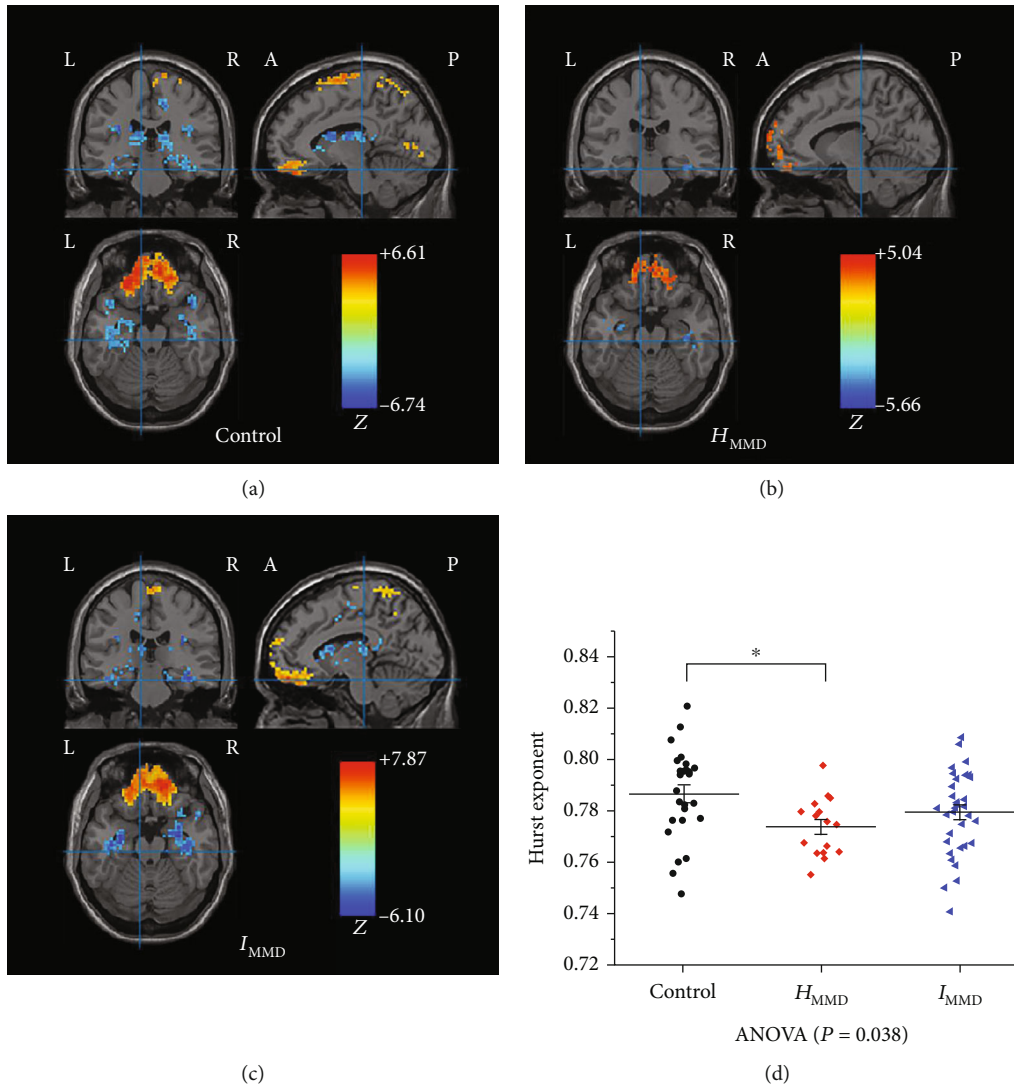 L R A P
L R
+6.61
−6.74
Z
Control
(a)
L R A P
L R
+5.04
−5.66
Z
H_MMD
(b)
L R A P
L R
+7.87
−6.10
Z
I_MMD
(c)
*
0.84
0.82
0.80
0.78
0.76
0.74
0.72
Hurst exponent
Control H_MMD I_MMD
ANOVA (P = 0.038)
(d)